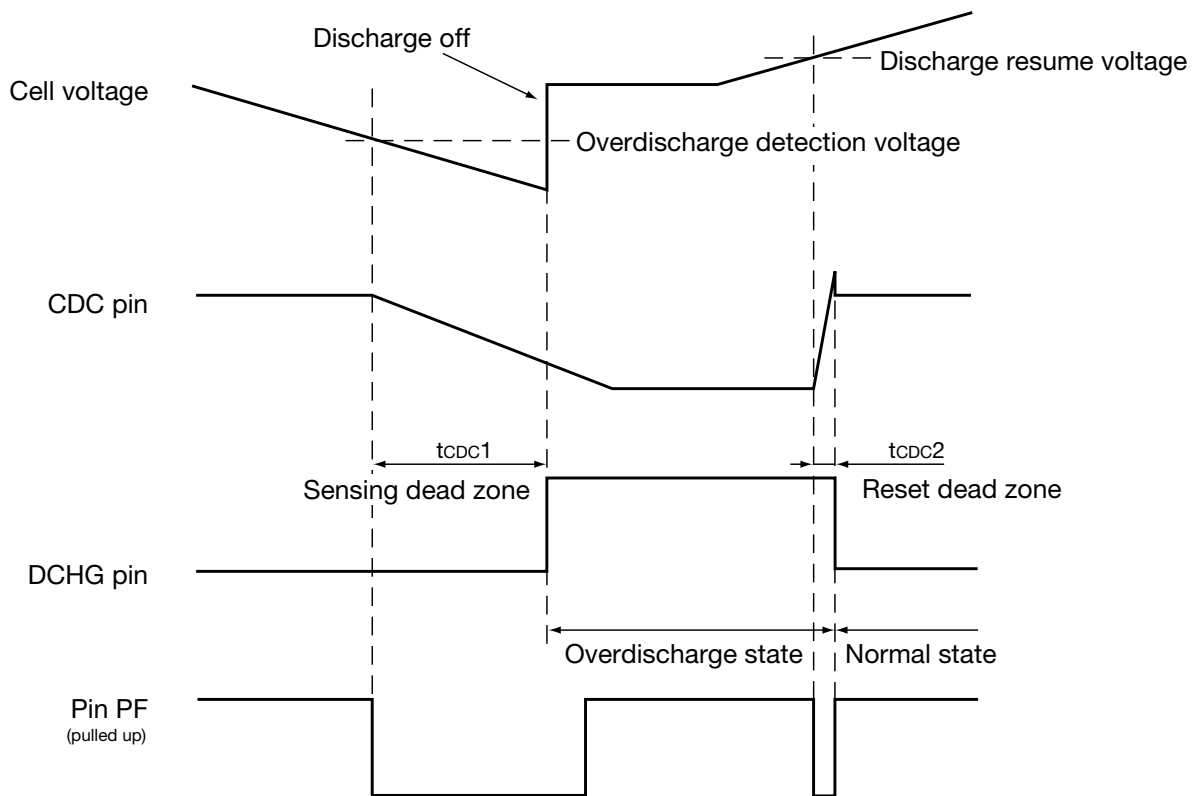 Discharge off
Discharge resume voltage
Cell voltage
Overdischarge detection voltage
CDC pin
tCDC1
tCDC2
Sensing dead zone
Reset dead zone
DCHG pin
Overdischarge state
Normal state
Pin PF
(pulled up)